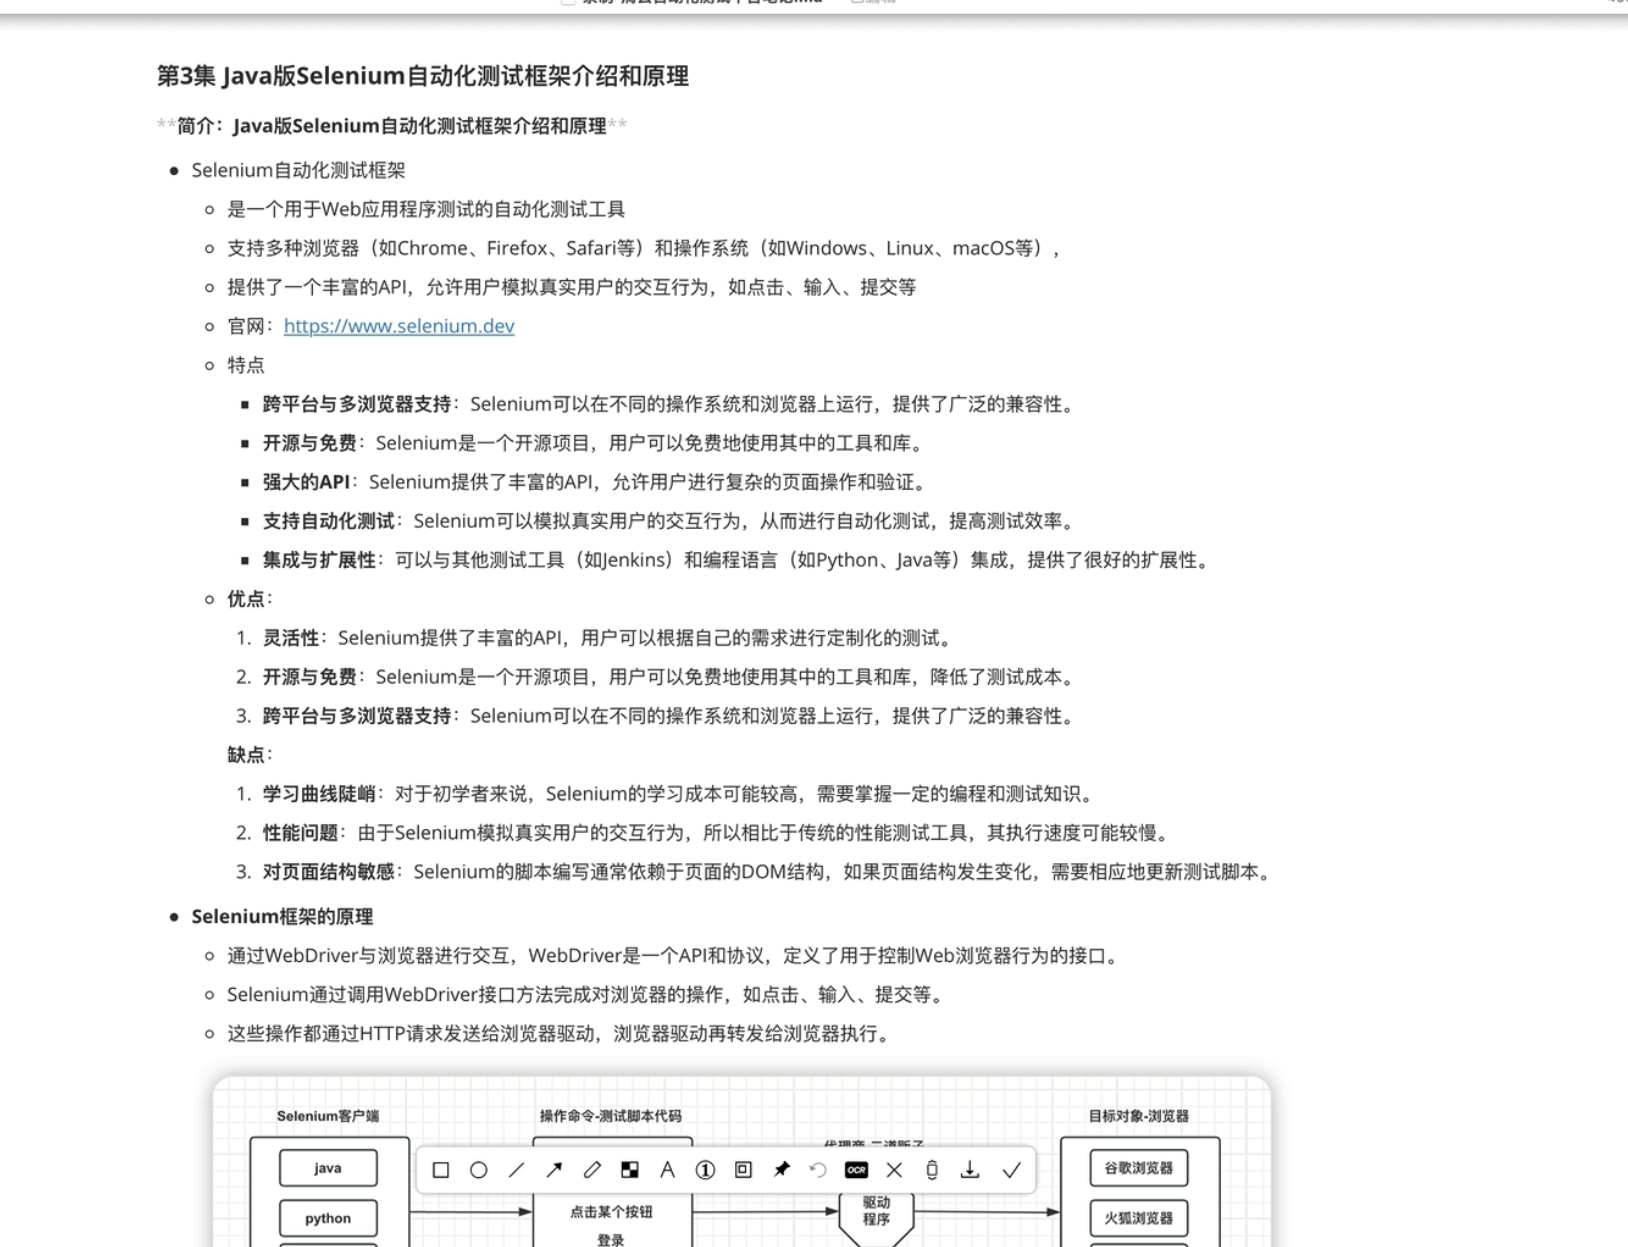 第3集 Java版Selenium自动化测试框架介绍和原理
**简介：Java版Selenium自动化测试框架介绍和原理**
Selenium自动化测试框架
是一个用于Web应用程序测试的自动化测试工具
支持多种浏览器（如Chrome、Firefox、Safari等）和操作系统（如Windows、Linux、macOS等），
提供了一个丰富的API，允许用户模拟真实用户的交互行为，如点击、输入、提交等
官网：https://www.selenium.dev
特点
跨平台与多浏览器支持：Selenium可以在不同的操作系统和浏览器上运行，提供了广泛的兼容性。
开源与免费：Selenium是一个开源项目，用户可以免费地使用其中的工具和库。
强大的API：Selenium提供了丰富的API，允许用户进行复杂的页面操作和验证。
支持自动化测试：Selenium可以模拟真实用户的交互行为，从而进行自动化测试，提高测试效率。
集成与扩展性：可以与其他测试工具（如Jenkins）和编程语言（如Python、Java等）集成，提供了很好的扩展性。
优点：
1. 灵活性：Selenium提供了丰富的API，用户可以根据自己的需求进行定制化的测试。
2. 开源与免费：Selenium是一个开源项目，用户可以免费地使用其中的工具和库，降低了测试成本。
3. 跨平台与多浏览器支持：Selenium可以在不同的操作系统和浏览器上运行，提供了广泛的兼容性。
缺点：
1. 学习曲线陡峭：对于初学者来说，Selenium的学习成本可能较高，需要掌握一定的编程和测试知识。
2. 性能问题：由于Selenium模拟真实用户的交互行为，所以相比于传统的性能测试工具，其执行速度可能较慢。
3. 对页面结构敏感：Selenium的脚本编写通常依赖于页面的DOM结构，如果页面结构发生变化，需要相应地更新测试脚本。
Selenium框架的原理
通过WebDriver与浏览器进行交互，WebDriver是一个API和协议，定义了用于控制Web浏览器行为的接口。
Selenium通过调用WebDriver接口方法完成对浏览器的操作，如点击、输入、提交等。
这些操作都通过HTTP请求发送给浏览器驱动，浏览器驱动再转发给浏览器执行。
Selenium客户端
操作命令-测试脚本代码
目标对象-浏览器
java
A
1
OCR
谷歌浏览器
python
点击某个按钮
驱动
程序
火狐浏览器
登录